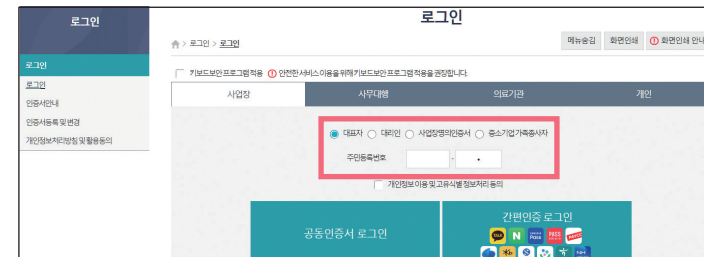 로그인
로그인
> 로그인 > 로그인
메뉴숨김 화면인쇄 화면인쇄 안내
로그인
로그인
인증서안내
인증서등록 및 변경
개인정보처리방침 및 활용동의
키보드보안프로그램적용 안전한 서비스 이용을 위해 키보드보안프로그램 적용을 권장합니다.
사업장 사무대행 의료기관 개인
대표자 대리인 사업장명의인증서 중소기업가족종사자
주민등록번호 -
개인정보 이용 및 고유식별 정보처리 동의
공동인증서 로그인
간편인증 로그인
TALK N Pass PASS PAYCO
NH